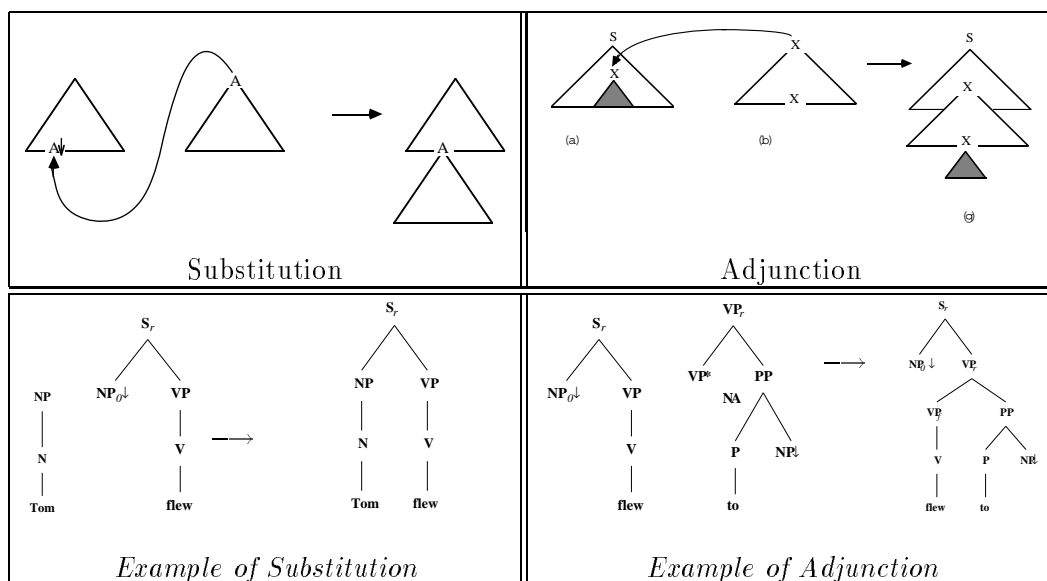 A
A↓
A
Substitution
S
X
X
X
S
X
X
(a)
(b)
(g)
Adjunction
S_r
NP_0↓ VP
NP
V
N
Tom
flew
→
S_r
NP VP
N V
Tom flew
Example of Substitution
S_r
NP_0↓ VP
V
flew
VP_r
VP* PP
NA
P NP↓
to
→
S_r
NP_0↓ VP_r
VP_f PP
V P NP↓
flew to
Example of Adjunction